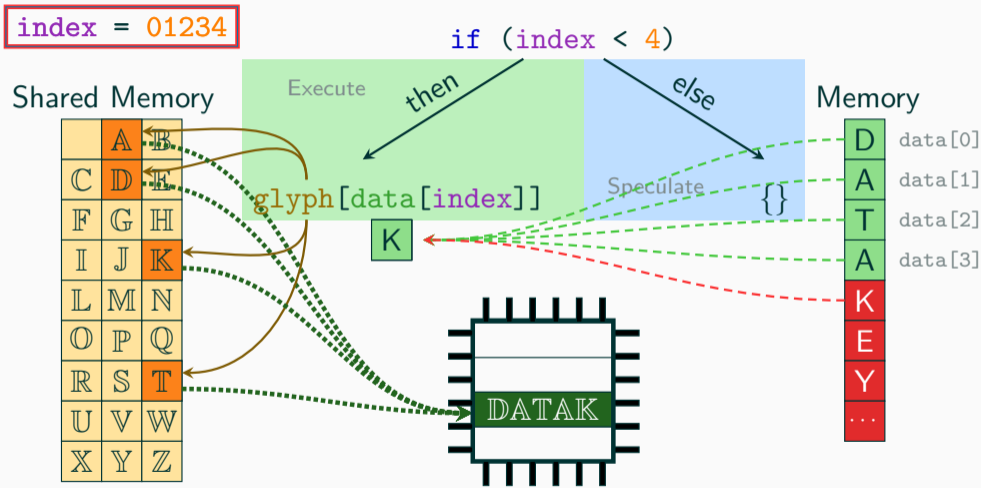 index = 01234
if (index < 4)
Shared Memory
Execute
then
else
Memory
𝔸 𝔹
ℂ 𝔻 𝔼
𝔽 𝔾 ℍ
𝕀 𝕁 𝕂
𝕃 𝕄 ℕ
𝕆 ℙ ℚ
ℝ 𝕊 𝕋
𝕌 𝕍 𝕎
𝕏 𝕐 ℤ
glyph[data[index]]
K
Speculate
{}
D data[0]
A data[1]
T data[2]
A data[3]
K
E
Y
...
𝔻𝔸𝕋𝔸𝕂